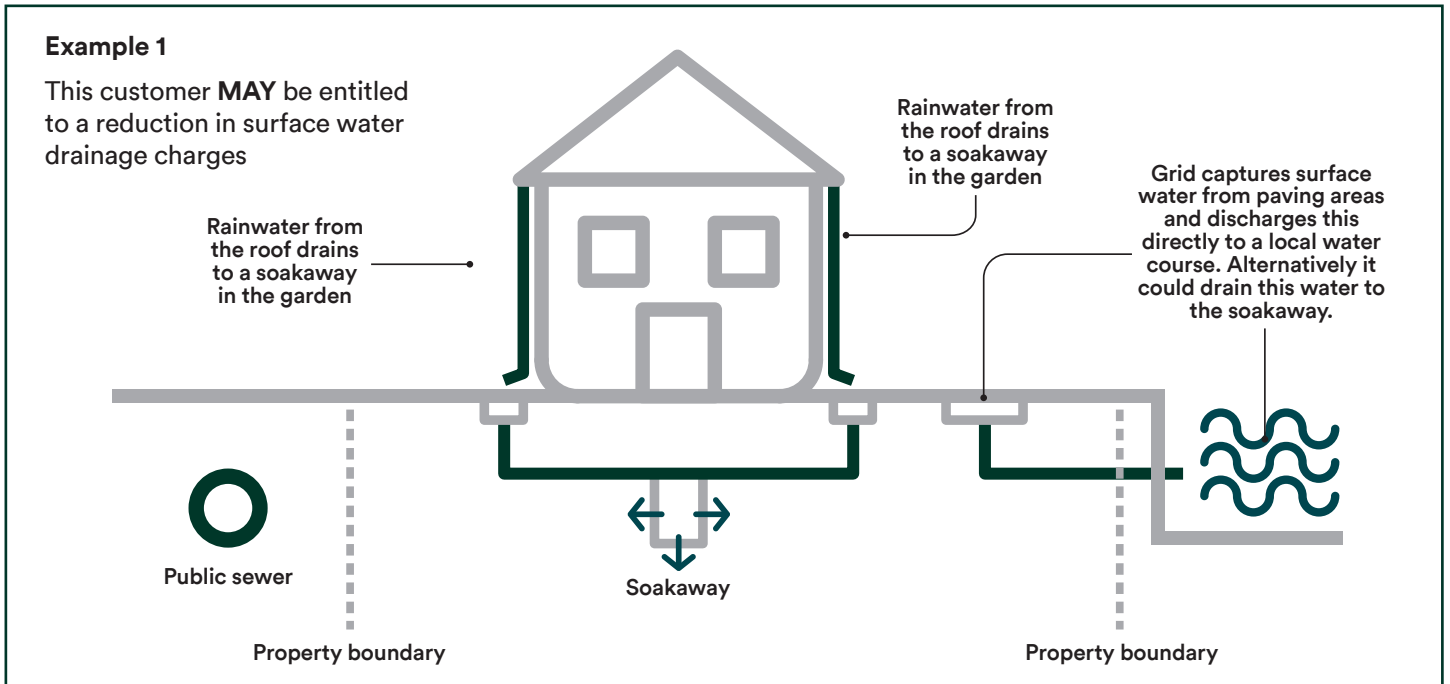 Example 1
This customer MAY be entitled
to a reduction in surface water
drainage charges
Rainwater from
the roof drains
to a soakaway
in the garden
Rainwater from
the roof drains
to a soakaway
in the garden
Grid captures surface
water from paving areas
and discharges this
directly to a local water
course. Alternatively it
could drain this water to
the soakaway.
Public sewer
Soakaway
Property boundary
Property boundary